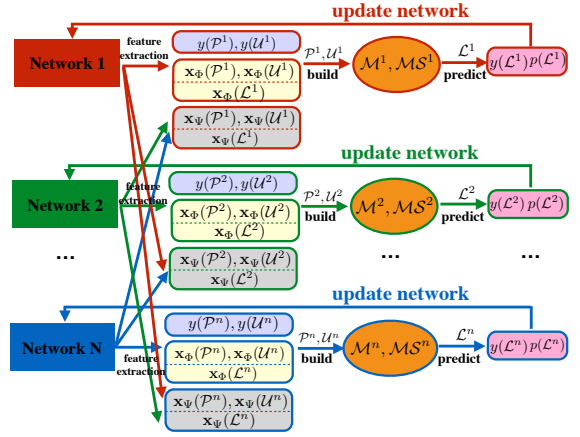 update network
Network 1
feature
extraction
y(𝒫¹), y(𝒰¹)
𝐱_Φ(𝒫¹), 𝐱_Φ(𝒰¹)
𝐱_Φ(ℒ¹)
𝐱_Ψ(𝒫¹), 𝐱_Ψ(𝒰¹)
𝐱_Ψ(ℒ¹)
𝒫¹, 𝒰¹
build
ℳ¹, ℳ𝒮¹
ℒ¹
predict
y(ℒ¹) p(ℒ¹)
update network
Network 2
feature
extraction
y(𝒫²), y(𝒰²)
𝐱_Φ(𝒫²), 𝐱_Φ(𝒰²)
𝐱_Φ(ℒ²)
𝐱_Ψ(𝒫²), 𝐱_Ψ(𝒰²)
𝐱_Ψ(ℒ²)
𝒫², 𝒰²
build
ℳ², ℳ𝒮²
ℒ²
predict
y(ℒ²) p(ℒ²)
... ... ...
update network
Network N
feature
extraction
y(𝒫ⁿ), y(𝒰ⁿ)
𝐱_Φ(𝒫ⁿ), 𝐱_Φ(𝒰ⁿ)
𝐱_Φ(ℒⁿ)
𝐱_Ψ(𝒫ⁿ), 𝐱_Ψ(𝒰ⁿ)
𝐱_Ψ(ℒⁿ)
𝒫ⁿ, 𝒰ⁿ
build
ℳⁿ, ℳ𝒮ⁿ
ℒⁿ
predict
y(ℒⁿ) p(ℒⁿ)